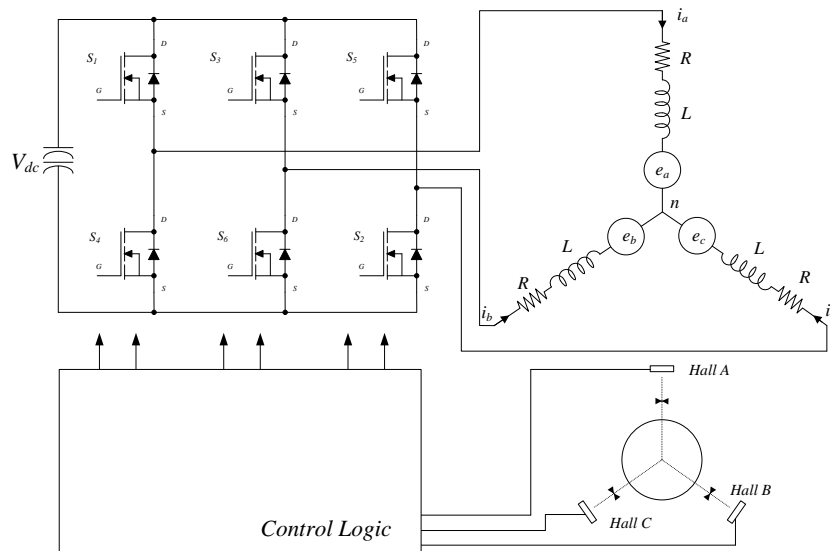 D D D
S1 S3 S5
G G G
S S S
Vdc
D D D
S4 S6 S2
G G G
S S S
ia
R
L
ea
n
eb ec
L L
R R
ib i
Hall A
Hall B
Hall C
Control Logic